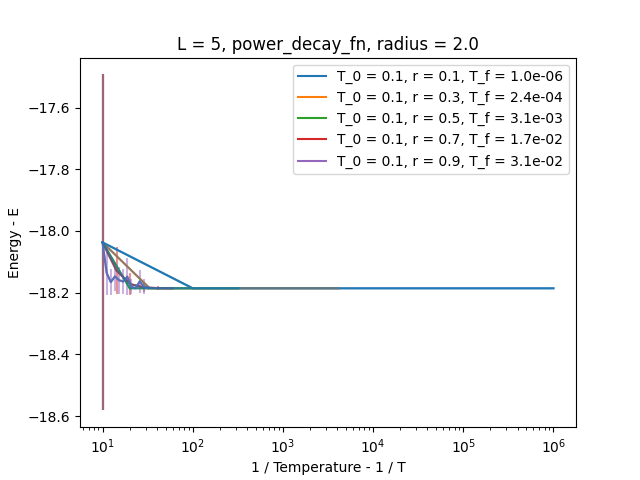 L = 5, power_decay_fn, radius = 2.0
T_0 = 0.1, r = 0.1, T_f = 1.0e-06
T_0 = 0.1, r = 0.3, T_f = 2.4e-04
T_0 = 0.1, r = 0.5, T_f = 3.1e-03
T_0 = 0.1, r = 0.7, T_f = 1.7e-02
T_0 = 0.1, r = 0.9, T_f = 3.1e-02
Energy - E
−17.6
−17.8
−18.0
−18.2
−18.4
−18.6
10¹ 10² 10³ 10⁴ 10⁵ 10⁶
1 / Temperature - 1 / T